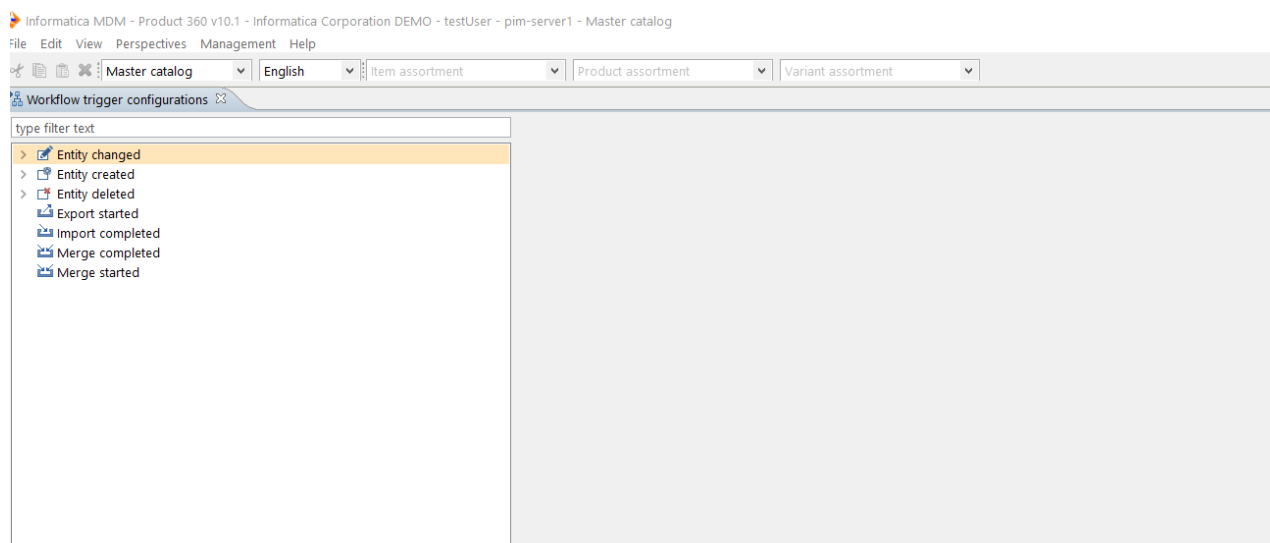 Informatica MDM - Product 360 v10.1 - Informatica Corporation DEMO - testUser - pim-server1 - Master catalog
File Edit View Perspectives Management Help
Master catalog English Item assortment Product assortment Variant assortment
Workflow trigger configurations
type filter text
Entity changed
Entity created
Entity deleted
Export started
Import completed
Merge completed
Merge started